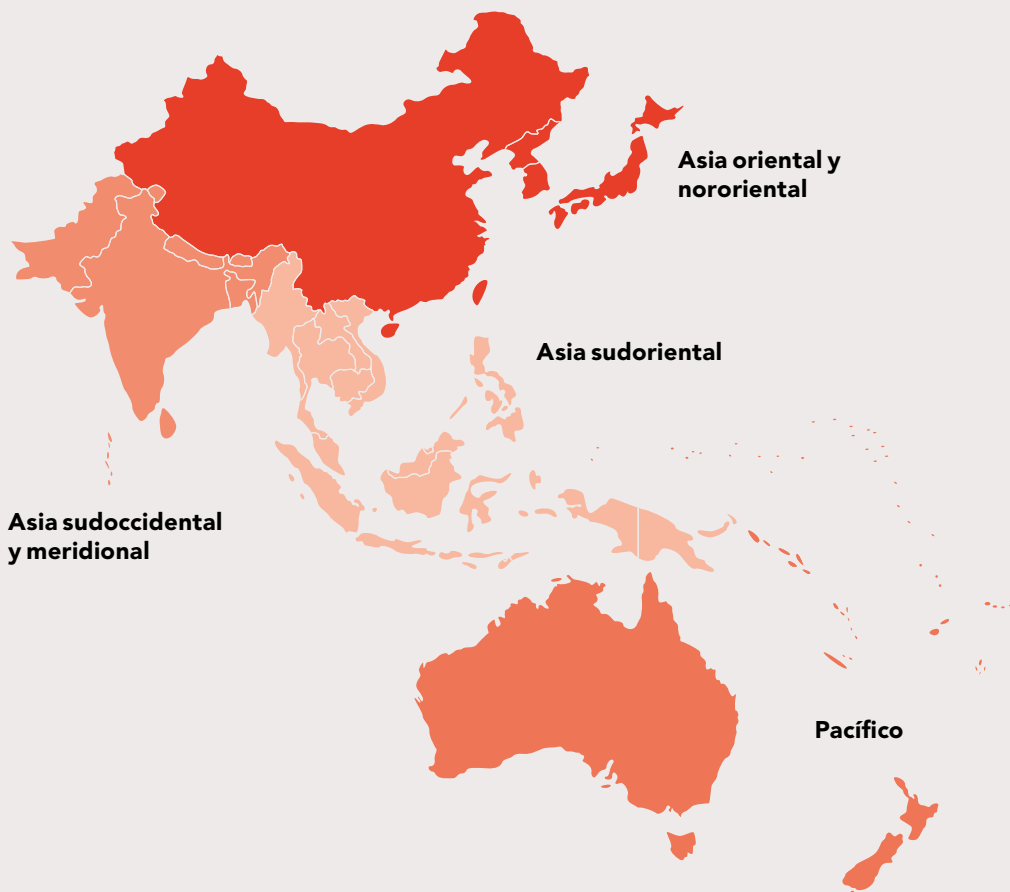 Asia oriental y
nororiental
Asia sudoriental
Asia sudoccidental
y meridional
Pacífico